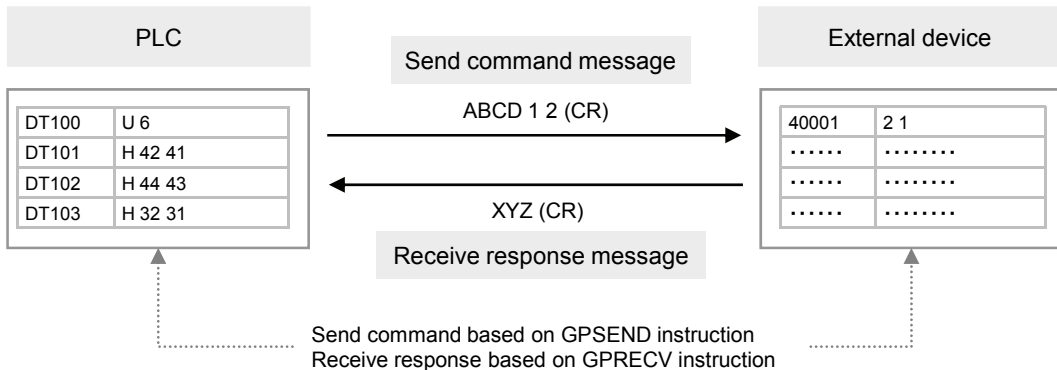 PLC
External device
Send command message
ABCD 1 2 (CR)
DT100 U 6
DT101 H 42 41
DT102 H 44 43
DT103 H 32 31
40001 2 1
······ ········
······ ········
······ ········
XYZ (CR)
Receive response message
Send command based on GPSEND instruction
Receive response based on GPRECV instruction